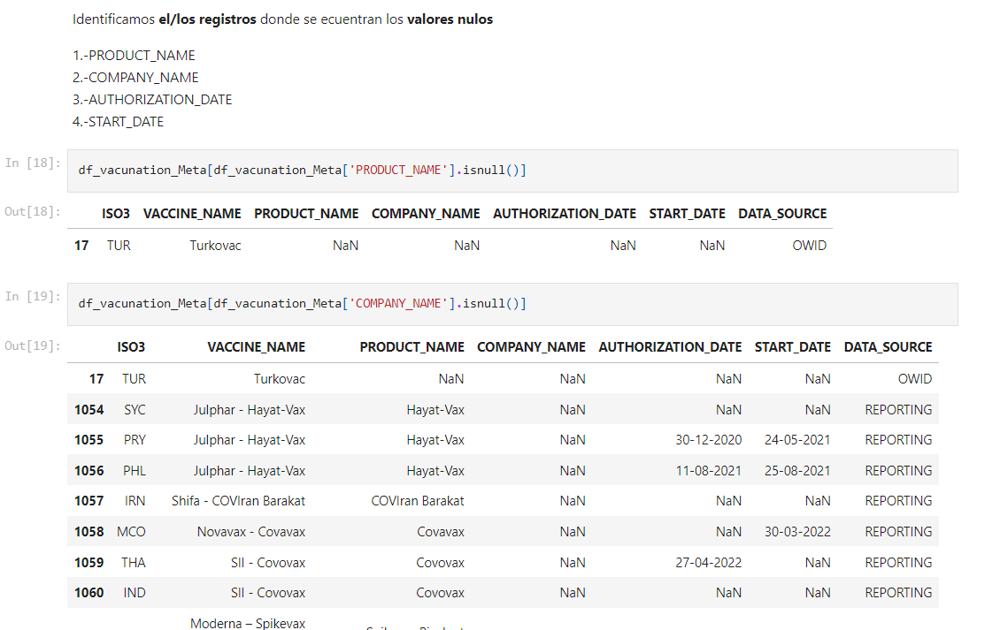 Identificamos el/los registros donde se ecuentran los valores nulos
1.-PRODUCT_NAME
2.-COMPANY_NAME
3.-AUTHORIZATION_DATE
4.-START_DATE
In [18]: df_vacunation_Meta[df_vacunation_Meta['PRODUCT_NAME'].isnull()]
Out[18]: ISO3 VACCINE_NAME PRODUCT_NAME COMPANY_NAME AUTHORIZATION_DATE START_DATE DATA_SOURCE
17 TUR Turkovac NaN NaN NaN NaN OWID
In [19]: df_vacunation_Meta[df_vacunation_Meta['COMPANY_NAME'].isnull()]
Out[19]: ISO3 VACCINE_NAME PRODUCT_NAME COMPANY_NAME AUTHORIZATION_DATE START_DATE DATA_SOURCE
17 TUR Turkovac NaN NaN NaN NaN OWID
1054 SYC Julphar - Hayat-Vax Hayat-Vax NaN NaN NaN REPORTING
1055 PRY Julphar - Hayat-Vax Hayat-Vax NaN 30-12-2020 24-05-2021 REPORTING
1056 PHL Julphar - Hayat-Vax Hayat-Vax NaN 11-08-2021 25-08-2021 REPORTING
1057 IRN Shifa - COVIran Barakat COVIran Barakat NaN NaN NaN REPORTING
1058 MCO Novavax - Covavax Covavax NaN NaN 30-03-2022 REPORTING
1059 THA SII - Covovax Covovax NaN 27-04-2022 NaN REPORTING
1060 IND SII - Covovax Covovax NaN NaN NaN REPORTING
Moderna – Spikevax